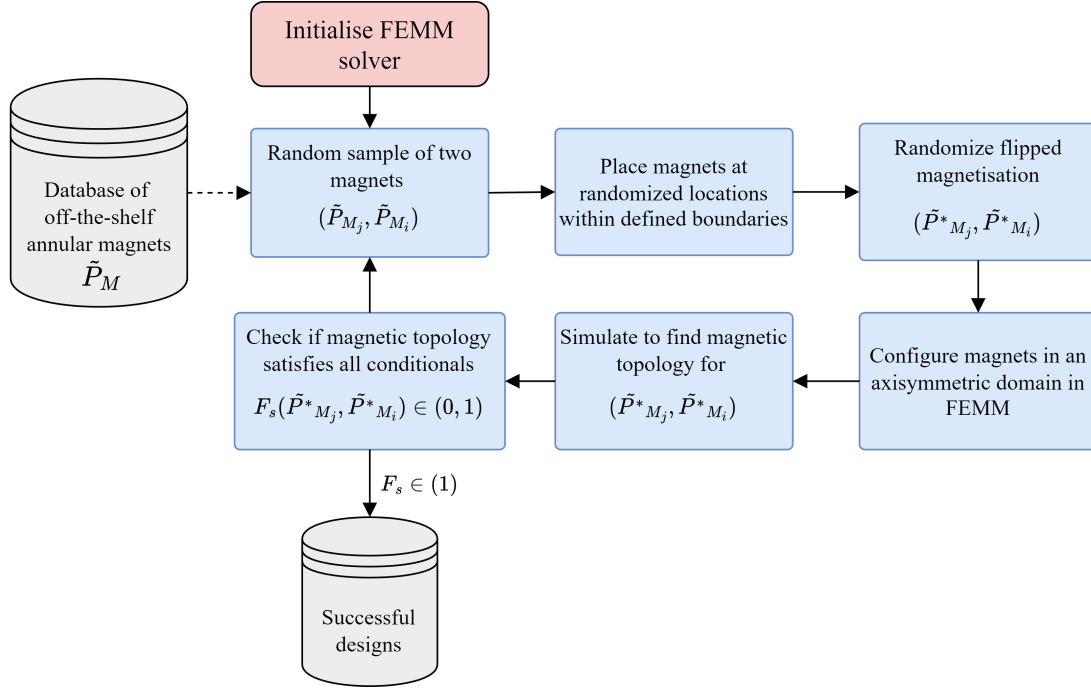 Initialise FEMM
solver
Database of
off-the-shelf
annular magnets
P̃_M
Random sample of two
magnets
(P̃_{M_j}, P̃_{M_i})
Place magnets at
randomized locations
within defined boundaries
Randomize flipped
magnetisation
(P̃*_{M_j}, P̃*_{M_i})
Check if magnetic topology
satisfies all conditionals
F_s(P̃*_{M_j}, P̃*_{M_i}) ∈ (0, 1)
Simulate to find magnetic
topology for
(P̃*_{M_j}, P̃*_{M_i})
Configure magnets in an
axisymmetric domain in
FEMM
F_s ∈ (1)
Successful
designs